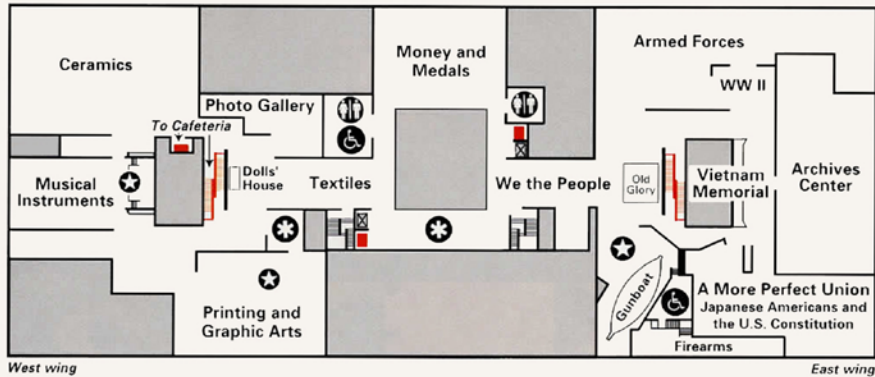 Ceramics
Photo Gallery
To Cafeteria
Musical
Instruments
Dolls'
House
Textiles
Printing and
Graphic Arts
Money and
Medals
We the People
Armed Forces
WW II
Old
Glory
Vietnam
Memorial
Archives
Center
Gunboat
A More Perfect Union
Japanese Americans and
the U.S. Constitution
Firearms
West wing
East wing